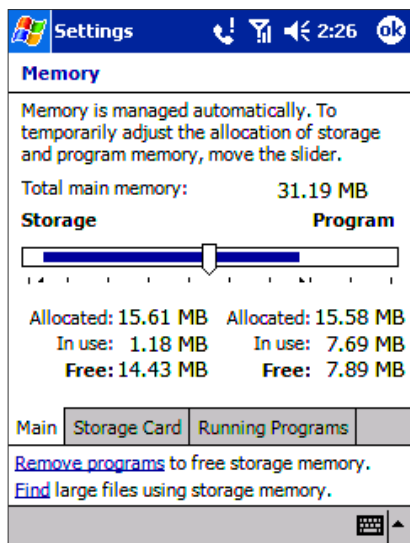 Settings 2:26 ok
Memory
Memory is managed automatically. To
temporarily adjust the allocation of storage
and program memory, move the slider.
Total main memory: 31.19 MB
Storage Program
Allocated: 15.61 MB Allocated: 15.58 MB
In use: 1.18 MB In use: 7.69 MB
Free: 14.43 MB Free: 7.89 MB
Main Storage Card Running Programs
Remove programs to free storage memory.
Find large files using storage memory.